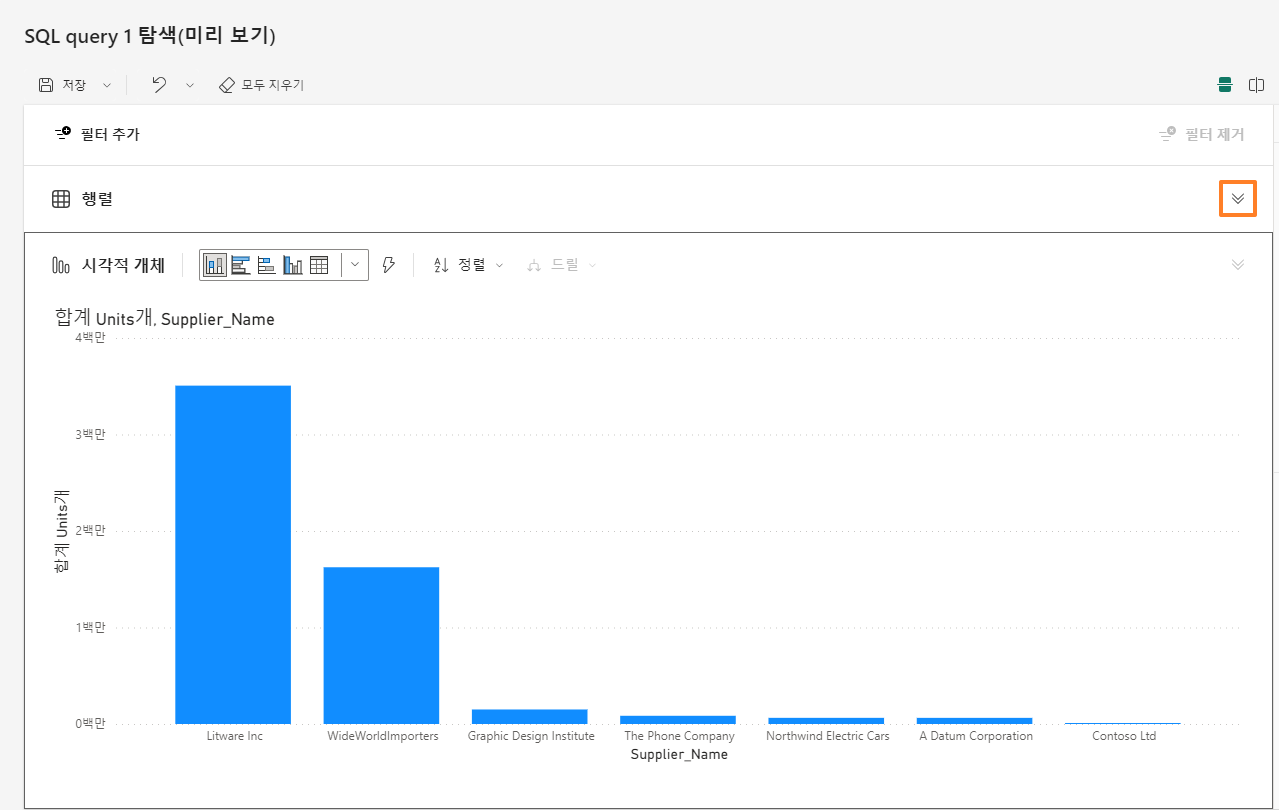 SQL query 1 탐색(미리 보기)
저장 모두 지우기
필터 추가 필터 제거
행렬
시각적 개체 정렬 드릴
합계 Units개, Supplier_Name
4백만
3백만
2백만
1백만
0백만
합계 Units개
Litware Inc WideWorldImporters Graphic Design Institute The Phone Company Northwind Electric Cars A Datum Corporation Contoso Ltd
Supplier_Name